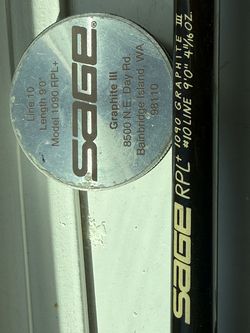 Line 10
Length 9'0"
Model 1090 RPL+
SAGE®
Graphite III
8500 N.E. Day Rd.
Bainbridge Island, WA
98110
SAGE RPL+ 1090 GRAPHITE III
#10 LINE 9'0" 4 11/16 OZ.